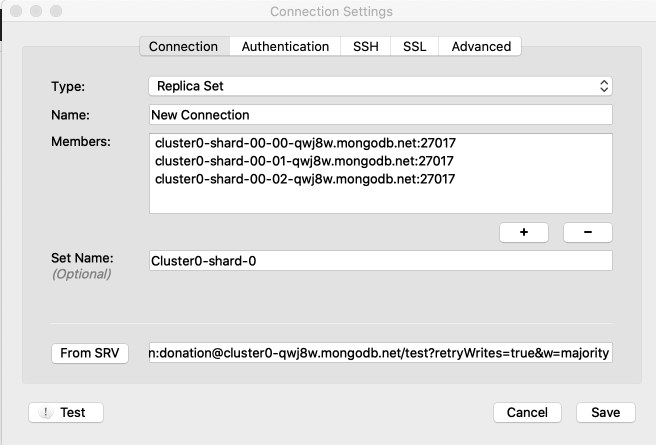 Connection Settings
Connection Authentication SSH SSL Advanced
Type: Replica Set
Name: New Connection
Members: cluster0-shard-00-00-qwj8w.mongodb.net:27017
cluster0-shard-00-01-qwj8w.mongodb.net:27017
cluster0-shard-00-02-qwj8w.mongodb.net:27017
+ −
Set Name: Cluster0-shard-0
(Optional)
From SRV n:donation@cluster0-qwj8w.mongodb.net/test?retryWrites=true&w=majority
! Test Cancel Save